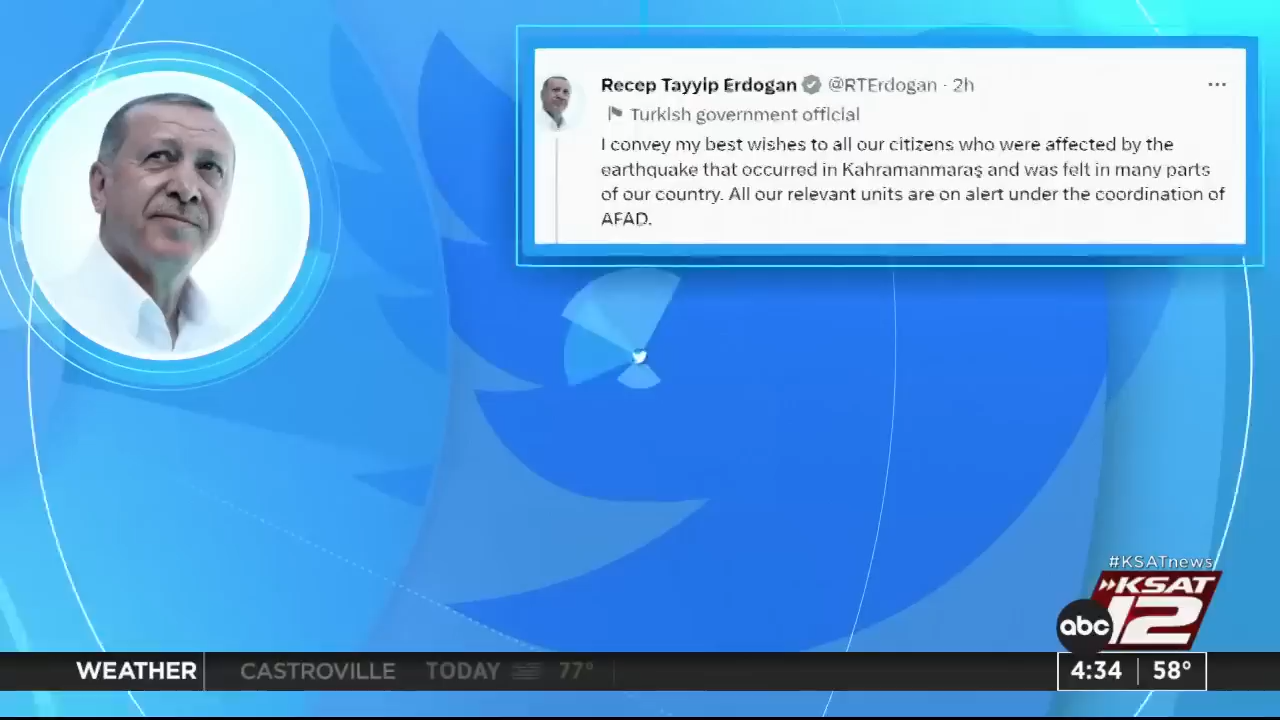 Recep Tayyip Erdogan @RTErdogan · 2h
Turkish government official
I convey my best wishes to all our citizens who were affected by the
earthquake that occurred in Kahramanmaraş and was felt in many parts
of our country. All our relevant units are on alert under the coordination of
AFAD.
#KSATnews
KSAT
abc 12
WEATHER CASTROVILLE TODAY 77° 4:34 58°